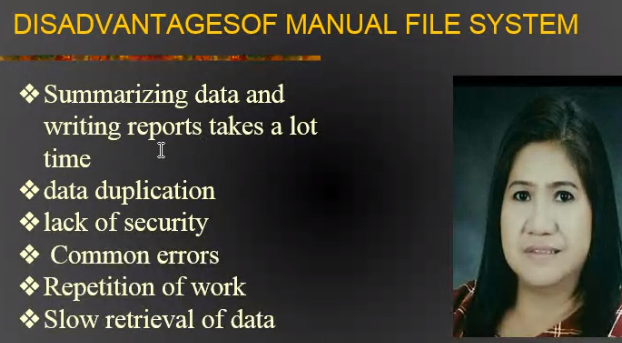 DISADVANTAGESOF MANUAL FILE SYSTEM
❖Summarizing data and
writing reports takes a lot
time
❖data duplication
❖lack of security
❖ Common errors
❖Repetition of work
❖Slow retrieval of data